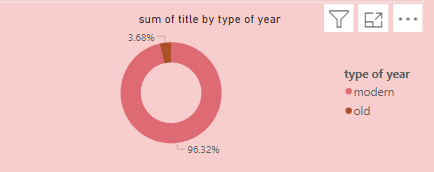 sum of title by type of year
3.68%
96.32%
type of year
modern
old